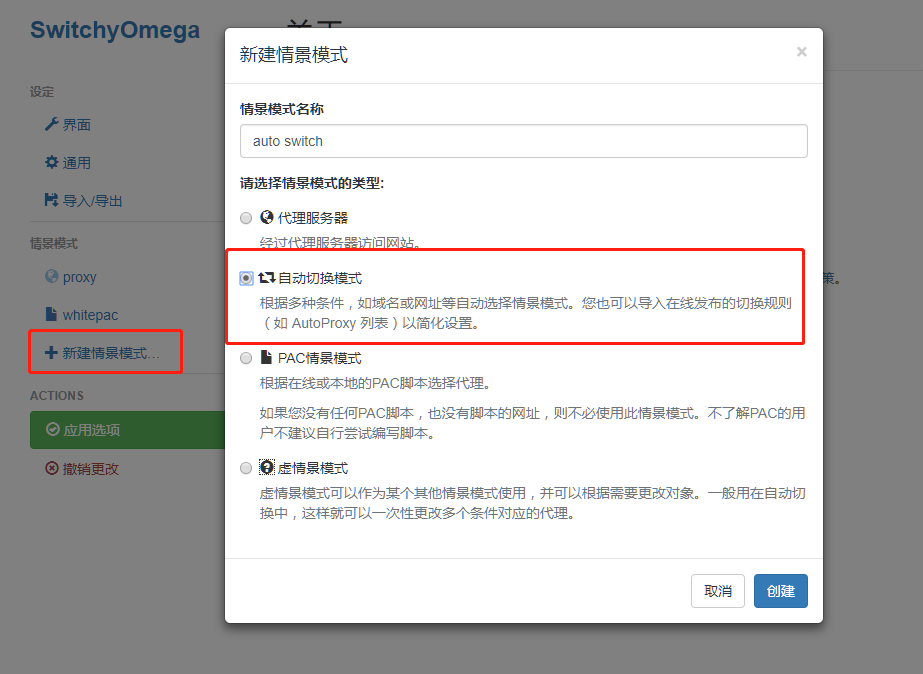 SwitchyOmega
关于
设定
界面
通用
导入/导出
情景模式
proxy
whitepac
新建情景模式...
ACTIONS
应用选项
撤销更改
策。
新建情景模式
×
情景模式名称
auto switch
请选择情景模式的类型:
代理服务器
经过代理服务器访问网站。
自动切换模式
根据多种条件，如域名或网址等自动选择情景模式。您也可以导入在线发布的切换规则
（如 AutoProxy 列表）以简化设置。
PAC情景模式
根据在线或本地的PAC脚本选择代理。
如果您没有任何PAC脚本，也没有脚本的网址，则不必使用此情景模式。不了解PAC的用
户不建议自行尝试编写脚本。
虚情景模式
虚情景模式可以作为某个其他情景模式使用，并可以根据需要更改对象。一般用在自动切
换中，这样就可以一次性更改多个条件对应的代理。
取消
创建